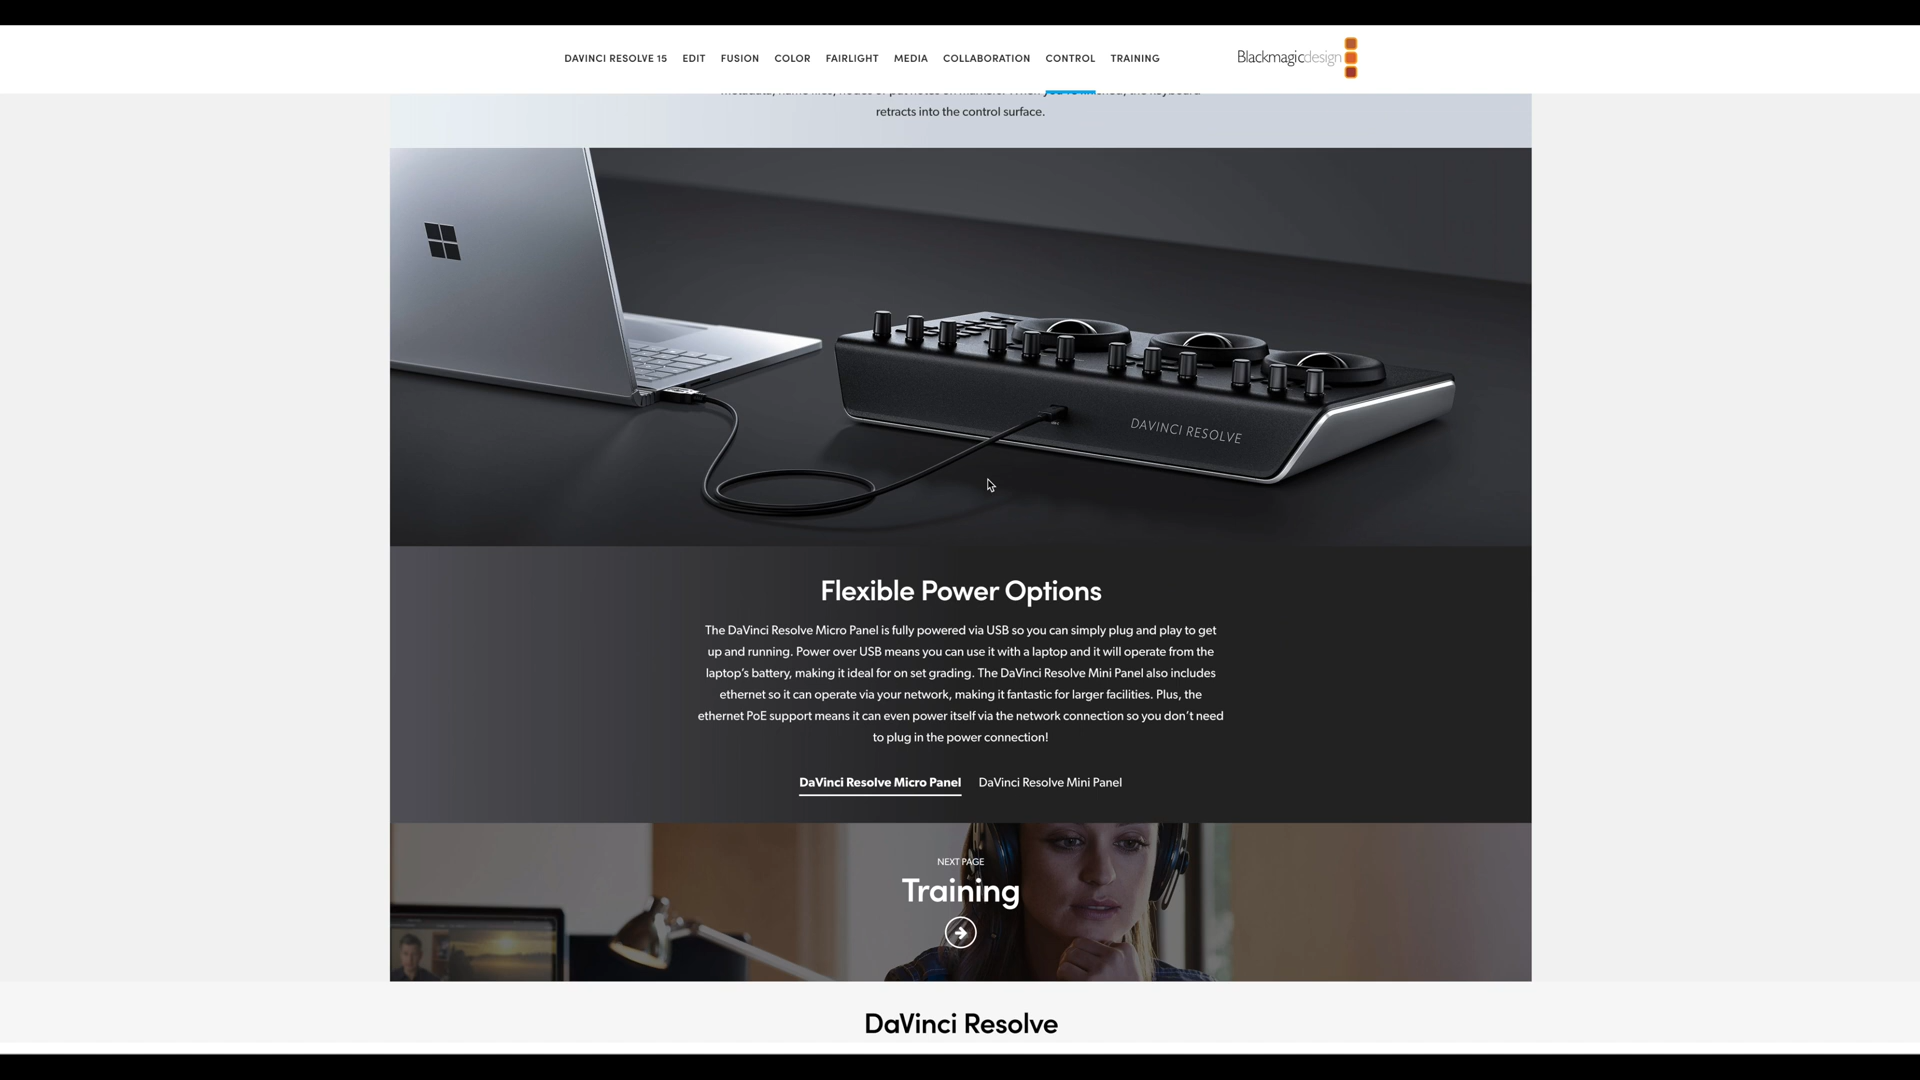 DAVINCI RESOLVE 15 EDIT FUSION COLOR FAIRLIGHT MEDIA COLLABORATION CONTROL TRAINING Blackmagicdesign
retracts into the control surface.
DAVINCI RESOLVE
Flexible Power Options
The DaVinci Resolve Micro Panel is fully powered via USB so you can simply plug and play to get
up and running. Power over USB means you can use it with a laptop and it will operate from the
laptop’s battery, making it ideal for on set grading. The DaVinci Resolve Mini Panel also includes
ethernet so it can operate via your network, making it fantastic for larger facilities. Plus, the
ethernet PoE support means it can even power itself via the network connection so you don’t need
to plug in the power connection!
DaVinci Resolve Micro Panel DaVinci Resolve Mini Panel
NEXT PAGE
Training
DaVinci Resolve